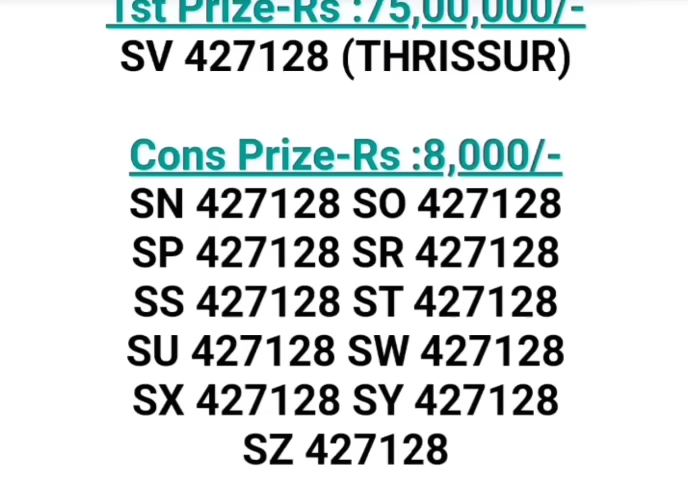 1st Prize-Rs :75,00,000/-
SV 427128 (THRISSUR)
Cons Prize-Rs :8,000/-
SN 427128 SO 427128
SP 427128 SR 427128
SS 427128 ST 427128
SU 427128 SW 427128
SX 427128 SY 427128
SZ 427128